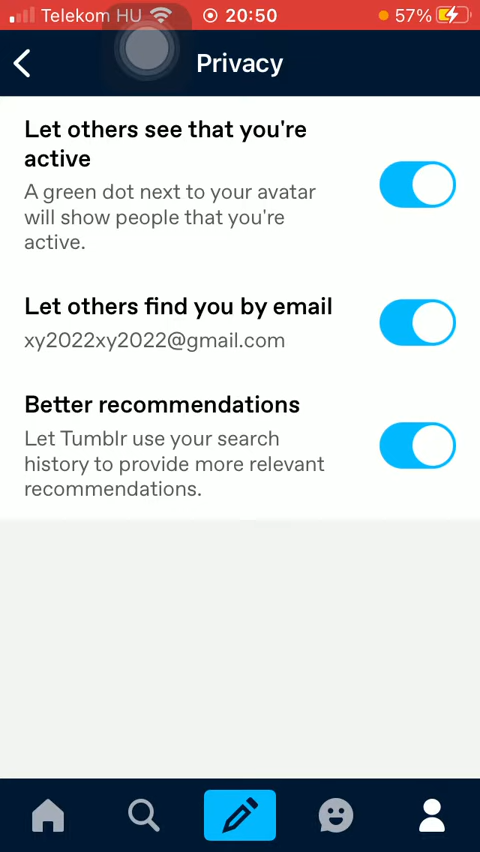 Telekom HU 20:50 57%
Privacy
Let others see that you're
active
A green dot next to your avatar
will show people that you're
active.
Let others find you by email
xy2022xy2022@gmail.com
Better recommendations
Let Tumblr use your search
history to provide more relevant
recommendations.